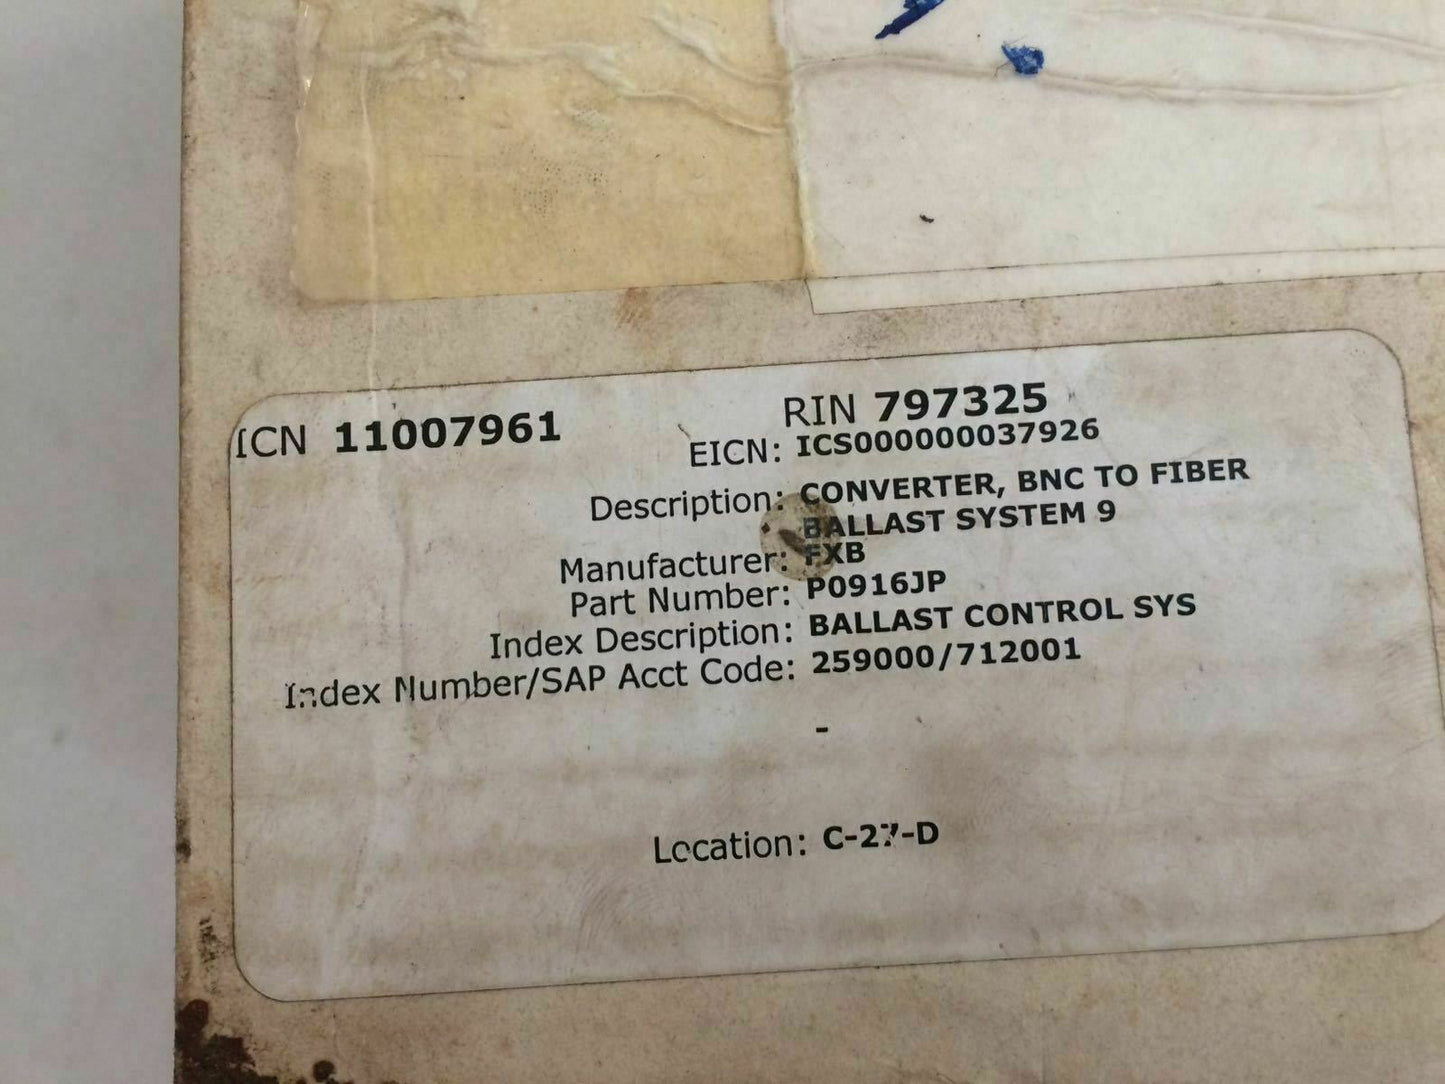 ICN 11007961
RIN 797325
EICN: ICS000000037926
Description: CONVERTER, BNC TO FIBER
BALLAST SYSTEM 9
Manufacturer: FXB
Part Number: P0916JP
Index Description: BALLAST CONTROL SYS
Index Number/SAP Acct Code: 259000/712001
-
Location: C-27-D